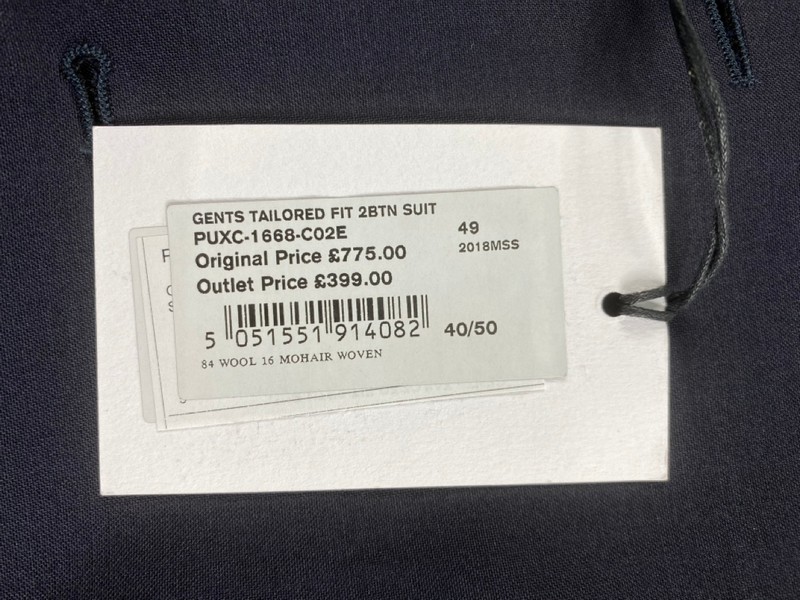 GENTS TAILORED FIT 2BTN SUIT
PUXC-1668-C02E
49
Original Price £775.00
2018MSS
Outlet Price £399.00
5 051551 914082
40/50
84 WOOL 16 MOHAIR WOVEN